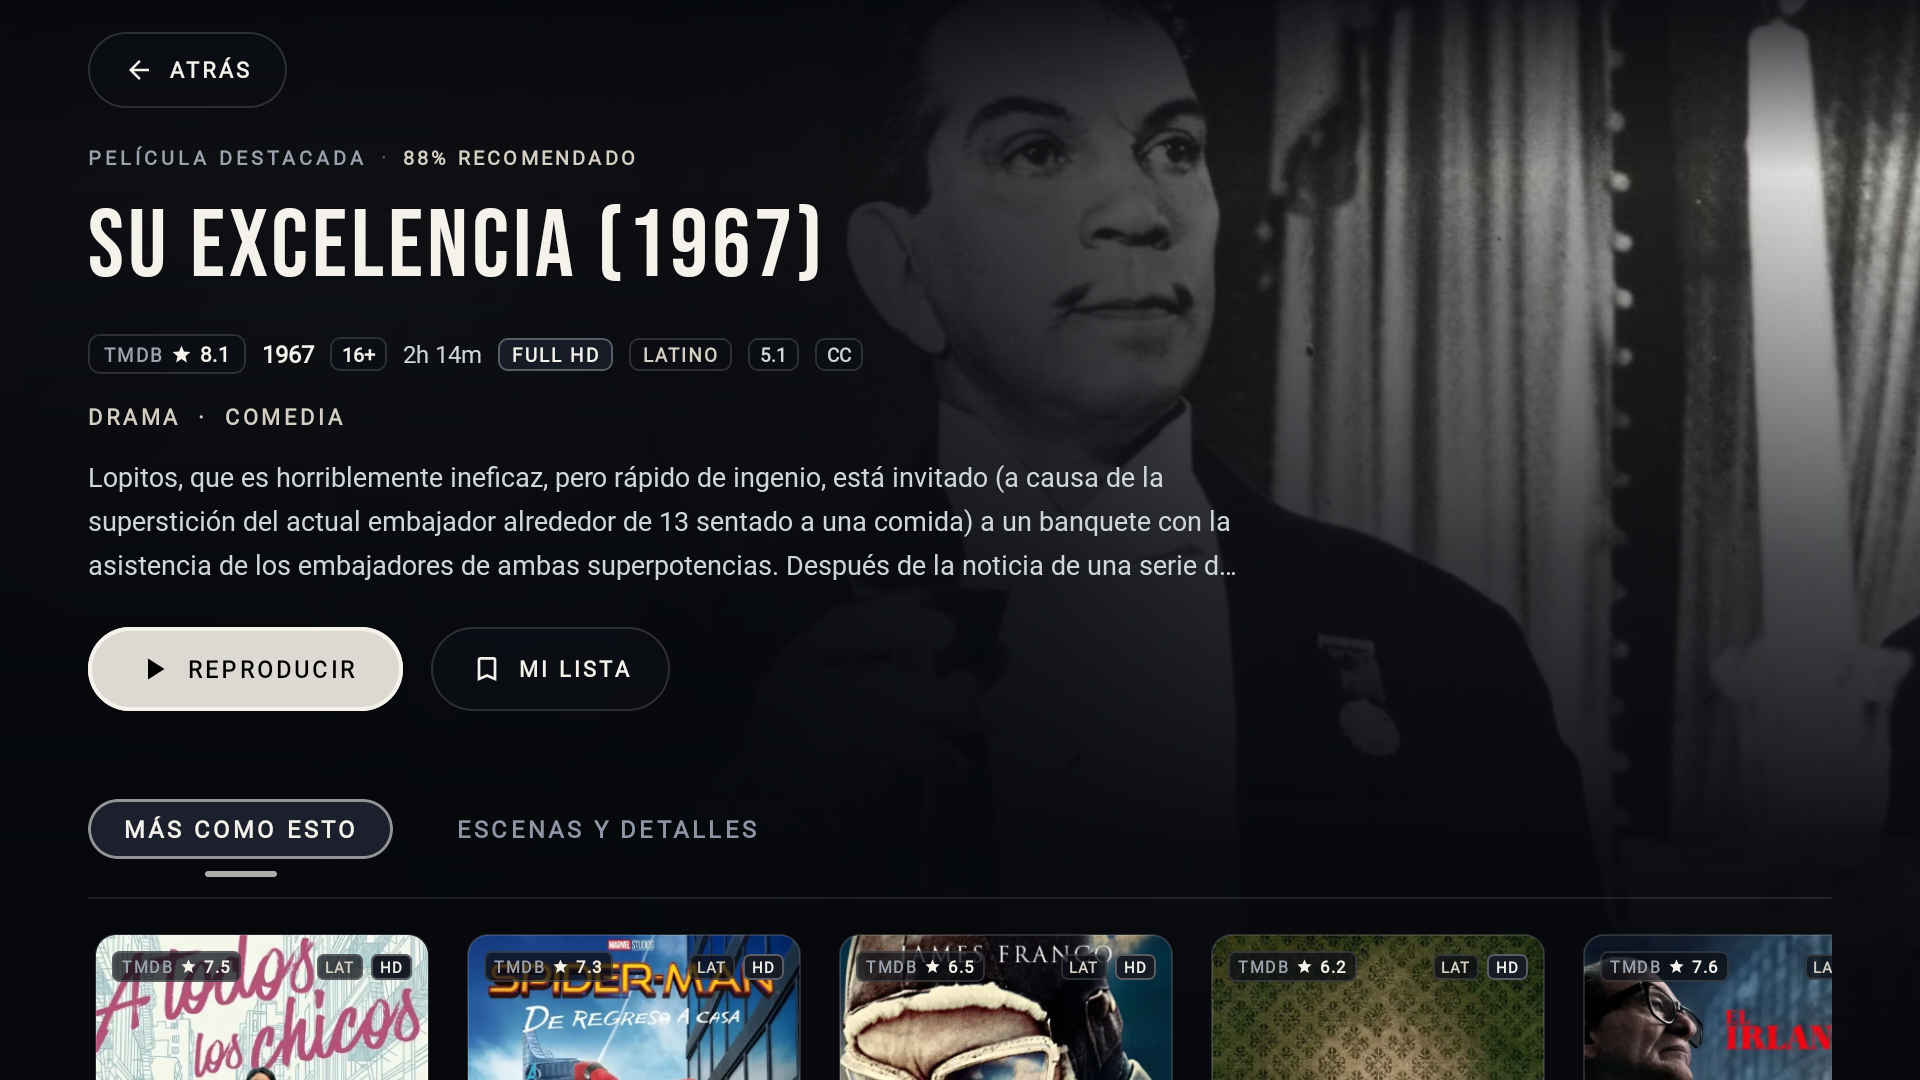 ATRÁS
PELÍCULA DESTACADA · 88% RECOMENDADO
SU EXCELENCIA (1967)
TMDB ★ 8.1 1967 16+ 2h 14m FULL HD LATINO 5.1 CC
DRAMA · COMEDIA
Lopitos, que es horriblemente ineficaz, pero rápido de ingenio, está invitado (a causa de la
superstición del actual embajador alrededor de 13 sentado a una comida) a un banquete con la
asistencia de los embajadores de ambas superpotencias. Después de la noticia de una serie d...
REPRODUCIR MI LISTA
MÁS COMO ESTO ESCENAS Y DETALLES
TMDB ★ 7.5 LAT HD
A todos
los chicos
MARVEL STUDIOS
TMDB ★ 7.3 LAT HD
SPIDER-MAN
DE REGRESO A CASA
JAMES FRANCO
TMDB ★ 6.5 LAT HD
TMDB ★ 6.2 LAT HD
TMDB ★ 7.6 LA
EL
IRLAN